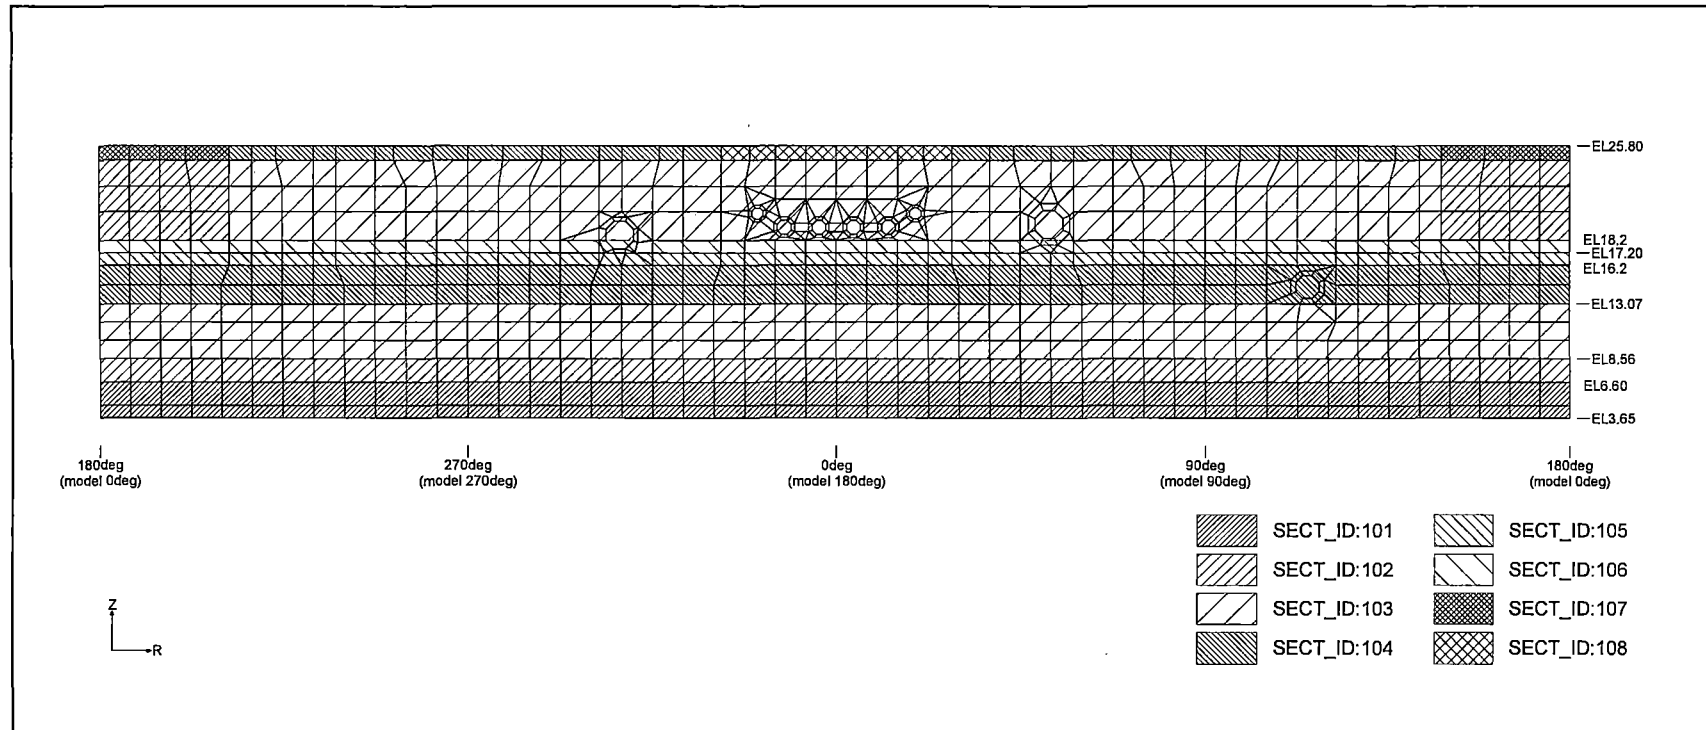 EL25.80
EL18.2
EL17.20
EL16.2
EL13.07
EL8.56
EL6.60
EL3.65
180deg
(model 0deg)
270deg
(model 270deg)
0deg
(model 180deg)
90deg
(model 90deg)
180deg
(model 0deg)
SECT_ID:101
SECT_ID:105
SECT_ID:102
SECT_ID:106
SECT_ID:103
SECT_ID:107
SECT_ID:104
SECT_ID:108
Z
R